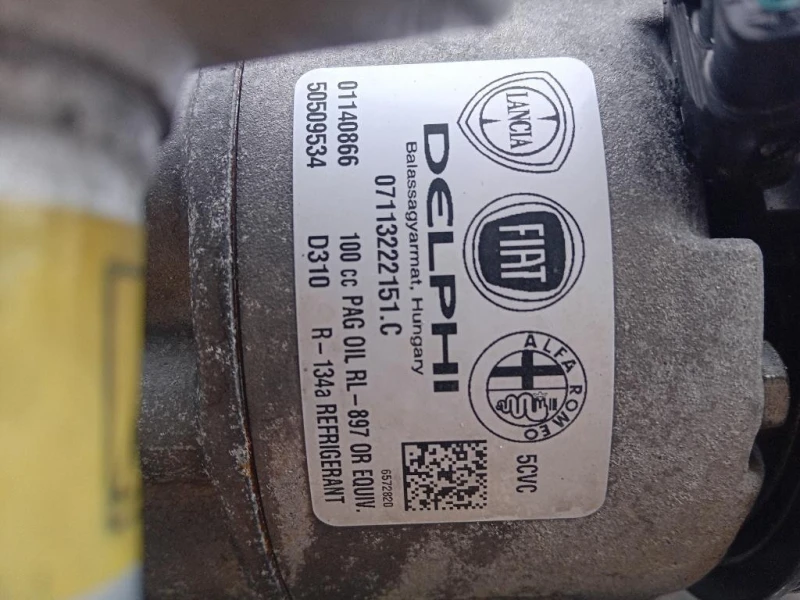 LANCIA
FIAT
ALFA ROMEO
5CVC
DELPHI
Balassagyarmat, Hungary
07113222151.C
6572820
01140866 100 cc PAG OIL RL-897 OR EQUIV.
50509534 D310 R-134a REFRIGERANT